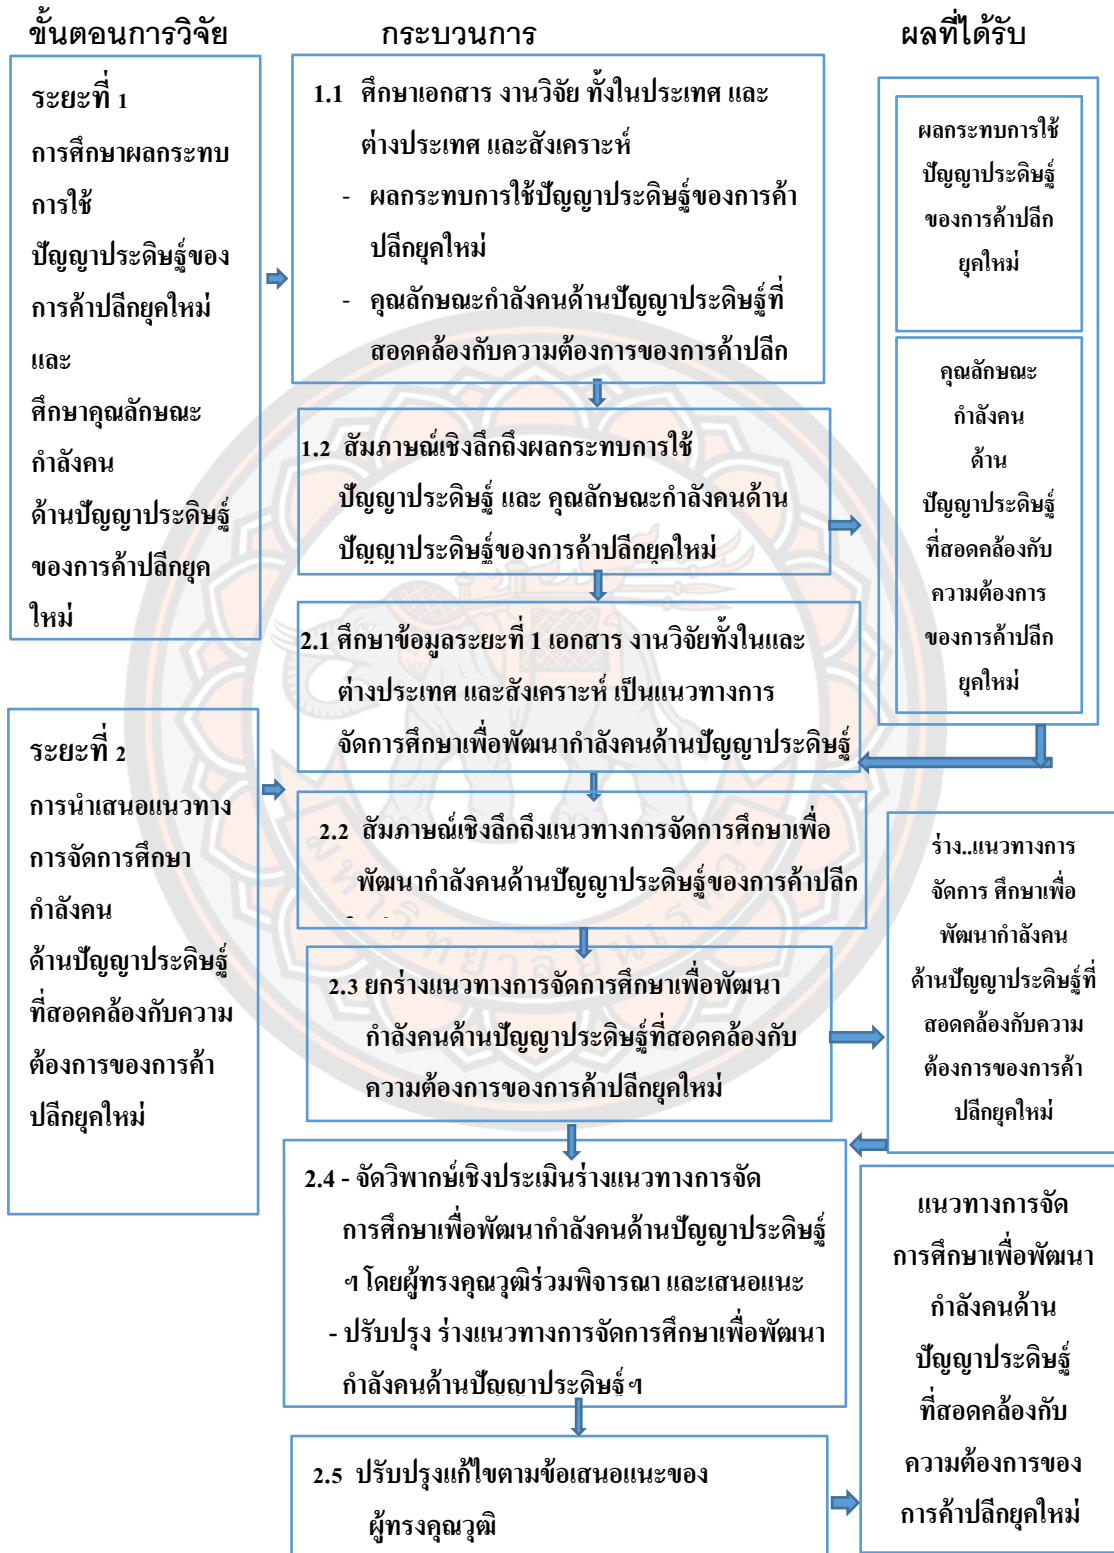 ขั้นตอนการวิจัย
กระบวนการ
ผลที่ได้รับ
ระยะที่ 1
การศึกษาผลกระทบ
การใช้
ปัญญาประดิษฐ์ของ
การค้าปลีกยุคใหม่
และ
ศึกษาคุณลักษณะ
กำลังคน
ด้านปัญญาประดิษฐ์
ของการค้าปลีกยุค
ใหม่
1.1 ศึกษาเอกสาร งานวิจัย ทั้งในประเทศ และ
ต่างประเทศ และสังเคราะห์
- ผลกระทบการใช้ปัญญาประดิษฐ์ของการค้า
ปลีกยุคใหม่
- คุณลักษณะกำลังคนด้านปัญญาประดิษฐ์ที่
สอดคล้องกับความต้องการของการค้าปลีก
1.2 สัมภาษณ์เชิงลึกถึงผลกระทบการใช้
ปัญญาประดิษฐ์ และ คุณลักษณะกำลังคนด้าน
ปัญญาประดิษฐ์ของการค้าปลีกยุคใหม่
ผลกระทบการใช้
ปัญญาประดิษฐ์
ของการค้าปลีก
ยุคใหม่
คุณลักษณะ
กำลังคน
ด้าน
ปัญญาประดิษฐ์
ที่สอดคล้องกับ
ความต้องการ
ของการค้าปลีก
ยุคใหม่
ระยะที่ 2
การนำเสนอแนวทาง
การจัดการศึกษา
กำลังคน
ด้านปัญญาประดิษฐ์
ที่สอดคล้องกับความ
ต้องการของการค้า
ปลีกยุคใหม่
2.1 ศึกษาข้อมูลระยะที่ 1 เอกสาร งานวิจัยทั้งในและ
ต่างประเทศ และสังเคราะห์ เป็นแนวทางการ
จัดการศึกษาเพื่อพัฒนากำลังคนด้านปัญญาประดิษฐ์
2.2 สัมภาษณ์เชิงลึกถึงแนวทางการจัดการศึกษาเพื่อ
พัฒนากำลังคนด้านปัญญาประดิษฐ์ของการค้าปลีก
2.3 ยกร่างแนวทางการจัดการศึกษาเพื่อพัฒนา
กำลังคนด้านปัญญาประดิษฐ์ที่สอดคล้องกับ
ความต้องการของการค้าปลีกยุคใหม่
ร่าง..แนวทางการ
จัดการ ศึกษาเพื่อ
พัฒนากำลังคน
ด้านปัญญาประดิษฐ์ที่
สอดคล้องกับความ
ต้องการของการค้า
ปลีกยุคใหม่
2.4 - จัดวิพากษ์เชิงประเมินร่างแนวทางการจัด
การศึกษาเพื่อพัฒนากำลังคนด้านปัญญาประดิษฐ์
ฯ โดยผู้ทรงคุณวุฒิร่วมพิจารณา และเสนอแนะ
- ปรับปรุง ร่างแนวทางการจัดการศึกษาเพื่อพัฒนา
กำลังคนด้านปัญญาประดิษฐ์ ฯ
2.5 ปรับปรุงแก้ไขตามข้อเสนอแนะของ
ผู้ทรงคุณวุฒิ
แนวทางการจัด
การศึกษาเพื่อพัฒนา
กำลังคนด้าน
ปัญญาประดิษฐ์
ที่สอดคล้องกับ
ความต้องการของ
การค้าปลีกยุคใหม่
มหาวิทยาลัยนเรศวร